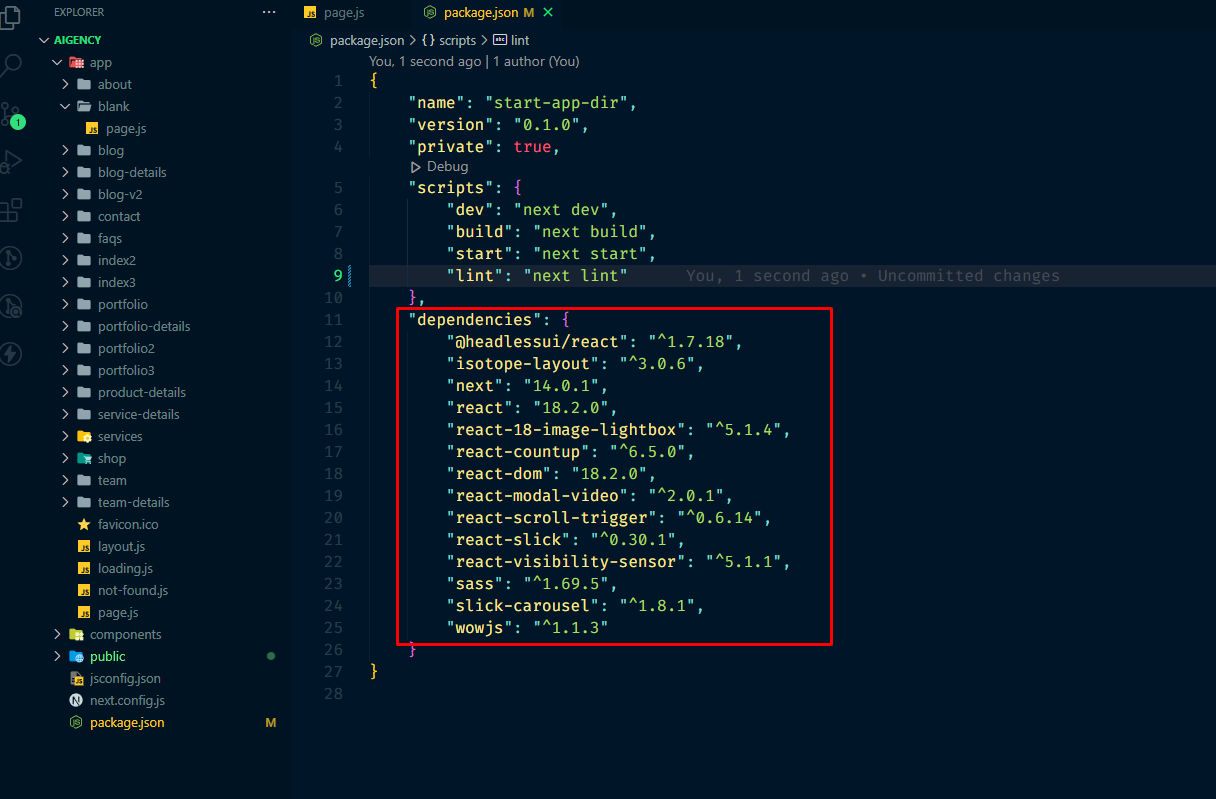 EXPLORER
···
AIGENCY
app
about
blank
JS page.js
blog
blog-details
blog-v2
contact
faqs
index2
index3
portfolio
portfolio-details
portfolio2
portfolio3
product-details
service-details
services
shop
team
team-details
favicon.ico
JS layout.js
JS loading.js
JS not-found.js
JS page.js
components
public
jsconfig.json
N next.config.js
package.json M
1
JS page.js
package.json M ×
package.json > {} scripts > abc lint
You, 1 second ago | 1 author (You)
1 {
2 "name": "start-app-dir",
3 "version": "0.1.0",
4 "private": true,
Debug
5 "scripts": {
6 "dev": "next dev",
7 "build": "next build",
8 "start": "next start",
9 "lint": "next lint" You, 1 second ago • Uncommitted changes
10 },
11 "dependencies": {
12 "@headlessui/react": "^1.7.18",
13 "isotope-layout": "^3.0.6",
14 "next": "14.0.1",
15 "react": "18.2.0",
16 "react-18-image-lightbox": "^5.1.4",
17 "react-countup": "^6.5.0",
18 "react-dom": "18.2.0",
19 "react-modal-video": "^2.0.1",
20 "react-scroll-trigger": "^0.6.14",
21 "react-slick": "^0.30.1",
22 "react-visibility-sensor": "^5.1.1",
23 "sass": "^1.69.5",
24 "slick-carousel": "^1.8.1",
25 "wowjs": "^1.1.3"
26 }
27 }
28